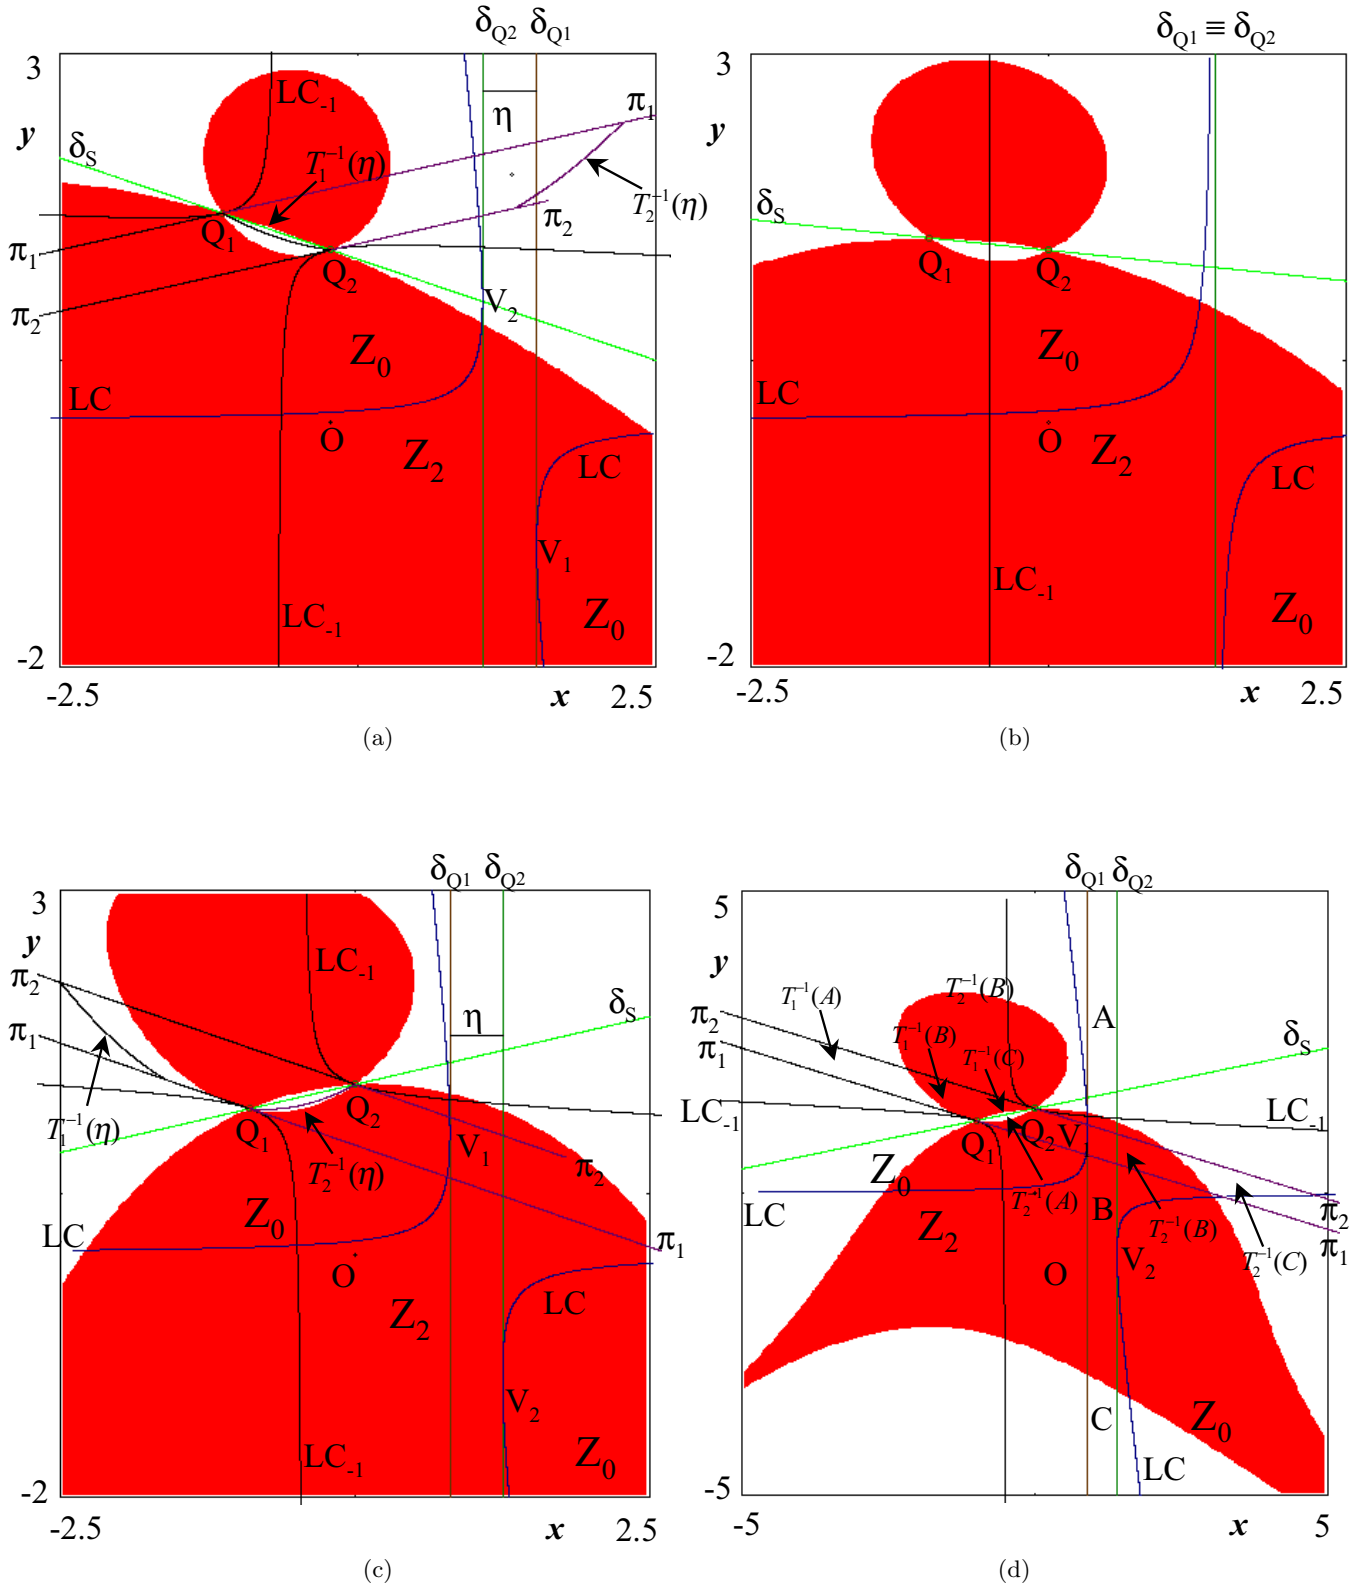 δQ2 δQ1
3
LC-1
η
π1
y
δS
T1^-1(η)
T2^-1(η)
Q1
π2
π1
Q2
V2
π2
Z0
LC
O
Z2
LC
V1
LC-1
Z0
-2
-2.5
x
2.5
(a)
δQ1 ≡ δQ2
3
y
δS
Q1
Q2
Z0
LC
O
Z2
LC
LC-1
Z0
-2
-2.5
x
2.5
(b)
δQ1 δQ2
3
y
LC-1
π2
δS
η
π1
Q1
Q2
T1^-1(η)
V1
T2^-1(η)
π2
Z0
LC
π1
O
LC
Z2
V2
LC-1
Z0
-2
-2.5
x
2.5
(c)
δQ1 δQ2
5
y
T1^-1(A)
T2^-1(B)
A
π2
T1^-1(B)
δS
π1
T1^-1(C)
LC-1
LC-1
Q1
Q2
V1
Z0
T2^-1(A)
LC
B
T2^-1(B)
π2
Z2
V2
T2^-1(C)
π1
O
C
Z0
LC
-5
-5
x
5
(d)